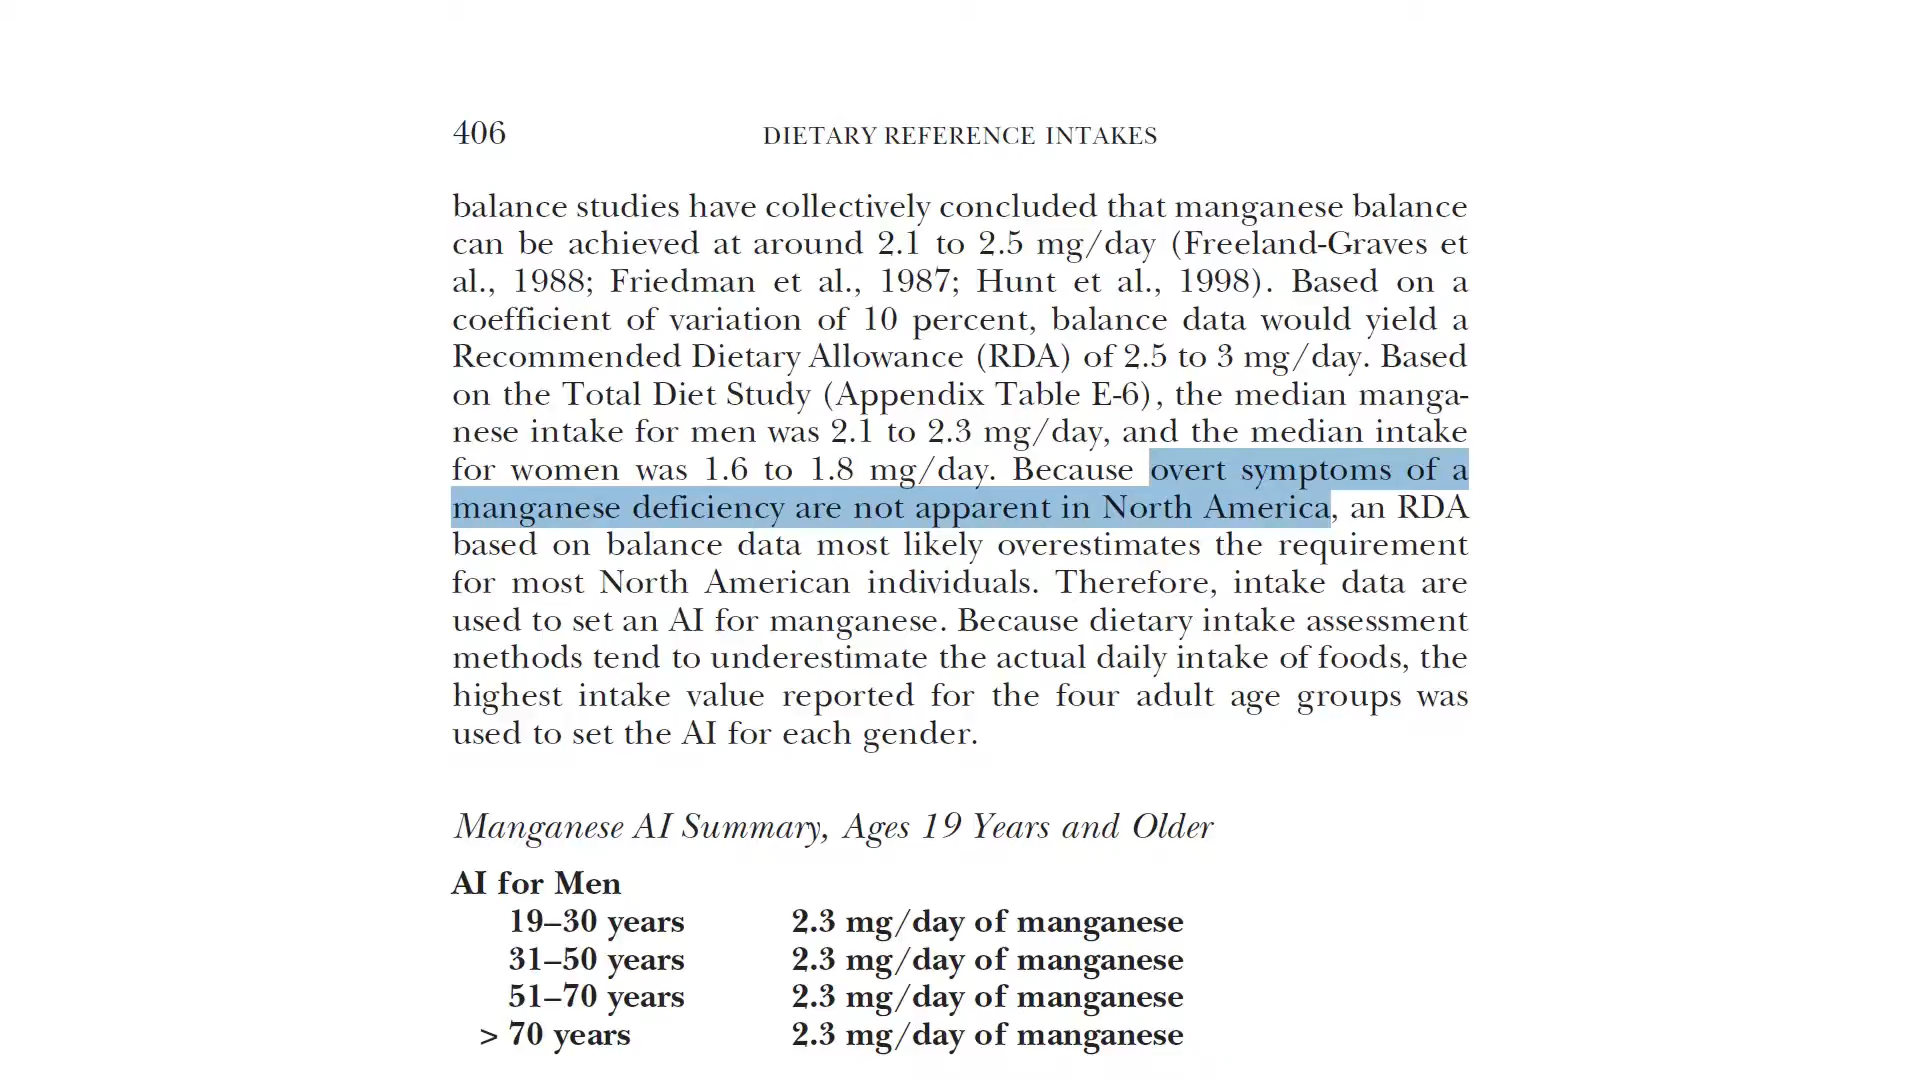 406 DIETARY REFERENCE INTAKES
balance studies have collectively concluded that manganese balance
can be achieved at around 2.1 to 2.5 mg/day (Freeland-Graves et
al., 1988; Friedman et al., 1987; Hunt et al., 1998). Based on a
coefficient of variation of 10 percent, balance data would yield a
Recommended Dietary Allowance (RDA) of 2.5 to 3 mg/day. Based
on the Total Diet Study (Appendix Table E-6), the median manga-
nese intake for men was 2.1 to 2.3 mg/day, and the median intake
for women was 1.6 to 1.8 mg/day. Because overt symptoms of a
manganese deficiency are not apparent in North America, an RDA
based on balance data most likely overestimates the requirement
for most North American individuals. Therefore, intake data are
used to set an AI for manganese. Because dietary intake assessment
methods tend to underestimate the actual daily intake of foods, the
highest intake value reported for the four adult age groups was
used to set the AI for each gender.
Manganese AI Summary, Ages 19 Years and Older
AI for Men
19–30 years 2.3 mg/day of manganese
31–50 years 2.3 mg/day of manganese
51–70 years 2.3 mg/day of manganese
> 70 years 2.3 mg/day of manganese